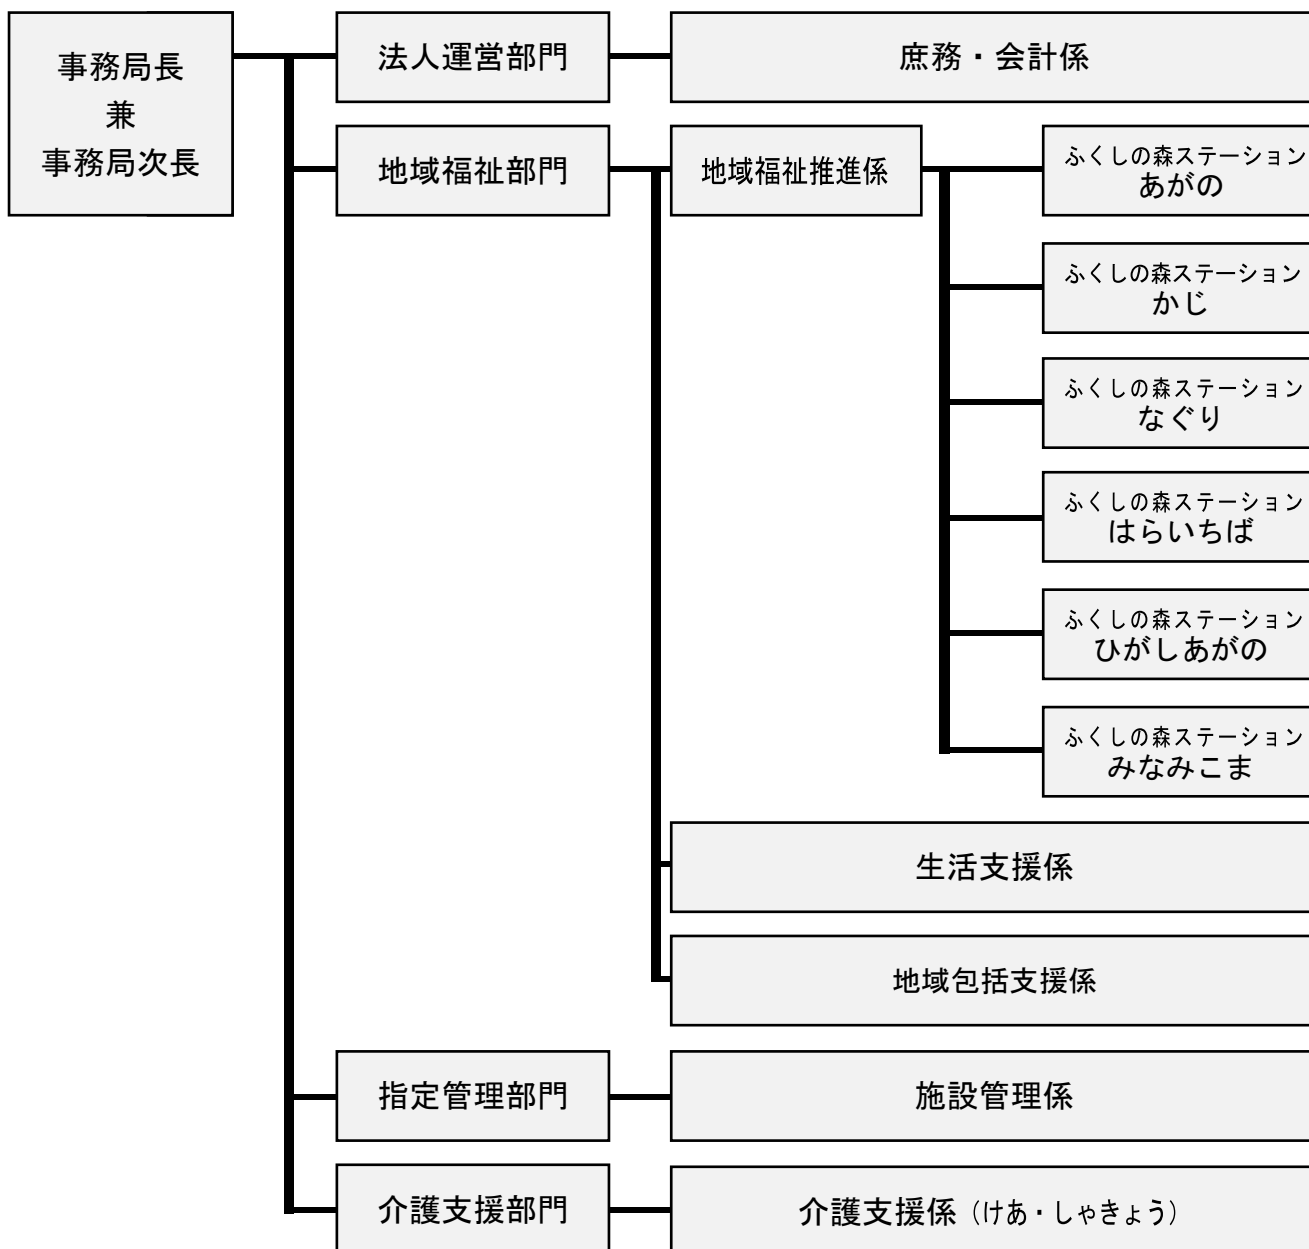 事務局長
兼
事務局次長
法人運営部門
庶務・会計係
地域福祉部門
地域福祉推進係
ふくしの森ステーション
あがの
ふくしの森ステーション
かじ
ふくしの森ステーション
なぐり
ふくしの森ステーション
はらいちば
ふくしの森ステーション
ひがしあがの
ふくしの森ステーション
みなみこま
生活支援係
地域包括支援係
指定管理部門
施設管理係
介護支援部門
介護支援係（けあ・しゃきょう）